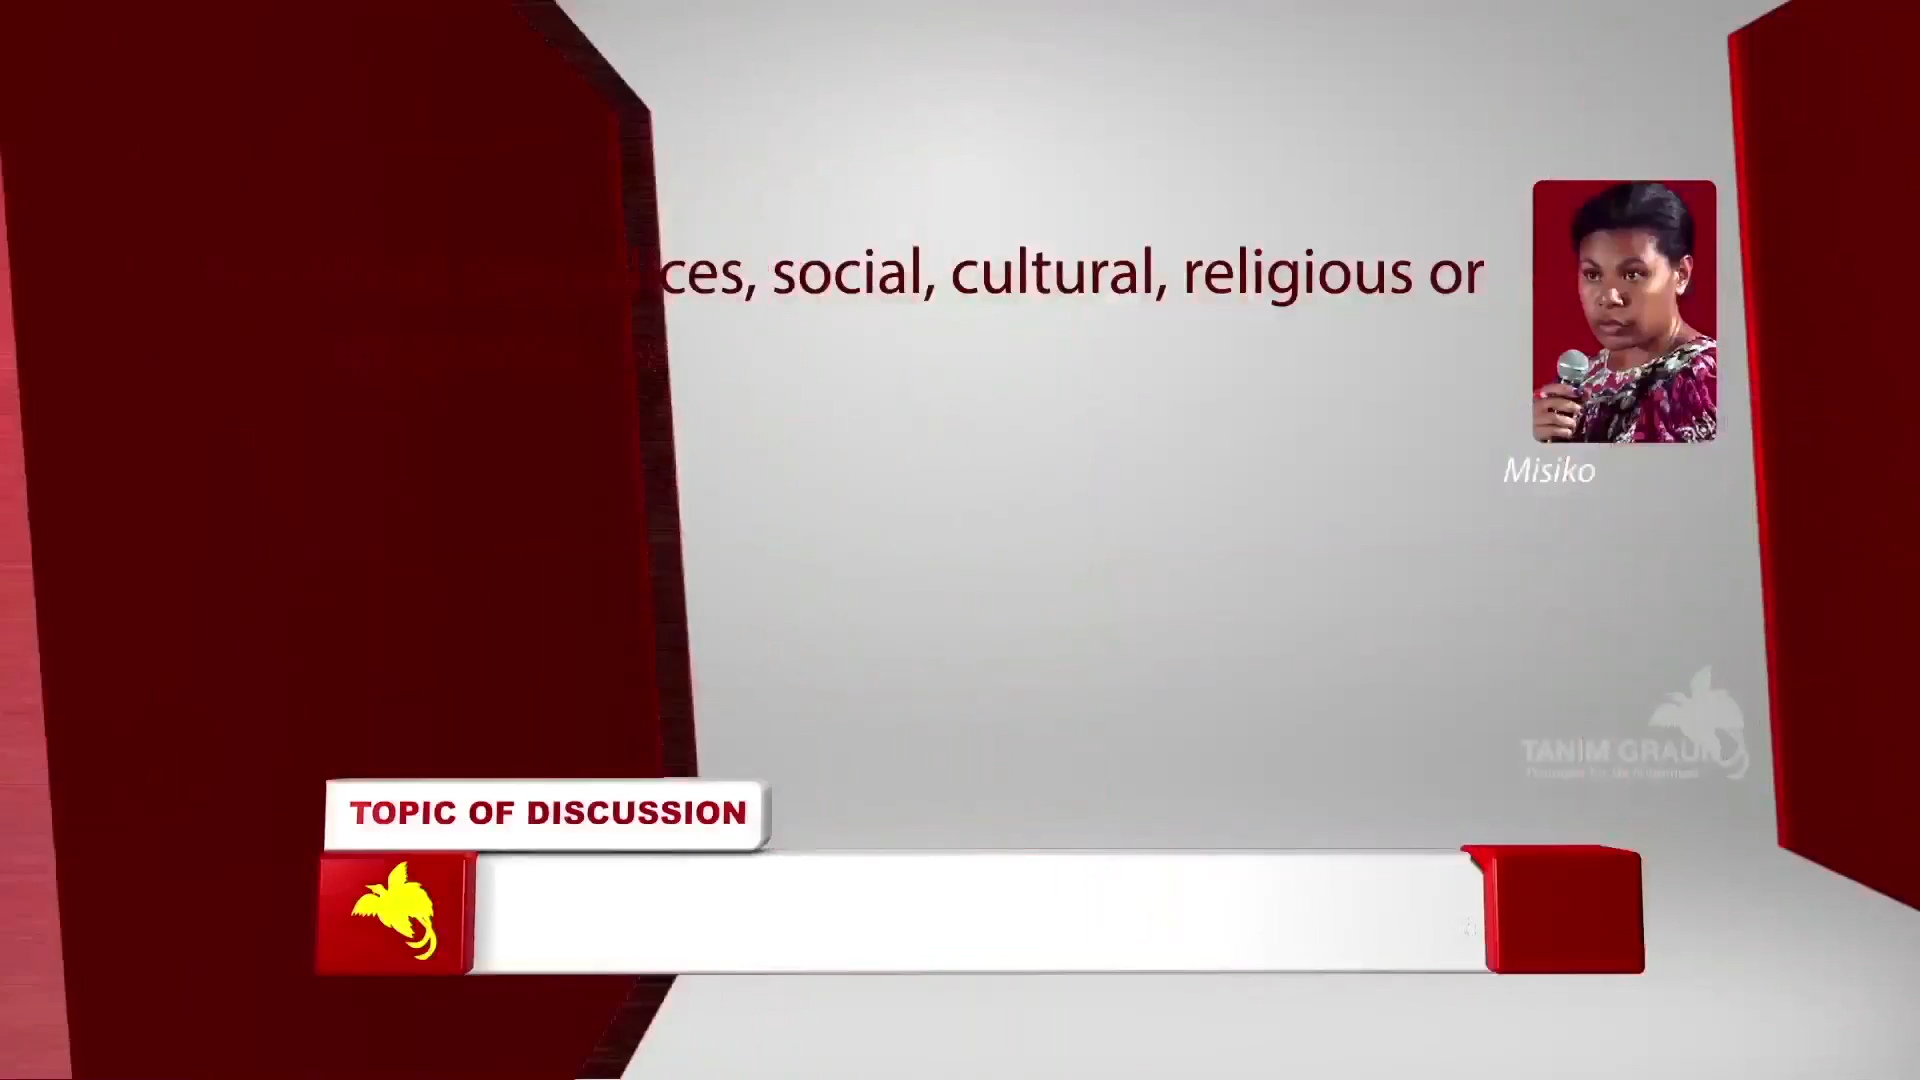 ces, social, cultural, religious or
Misiko
TANIM GRAUN
TOPIC OF DISCUSSION